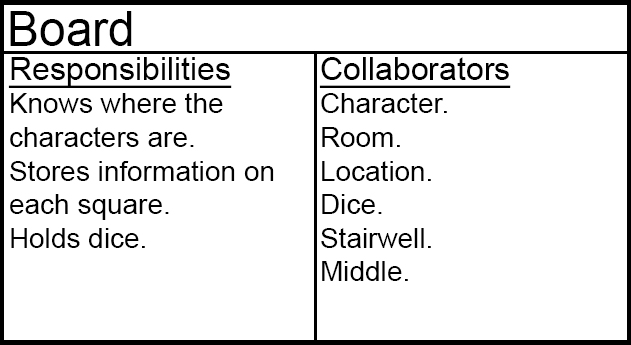 Board
Responsibilities
Knows where the
characters are.
Stores information on
each square.
Holds dice.
Collaborators
Character.
Room.
Location.
Dice.
Stairwell.
Middle.